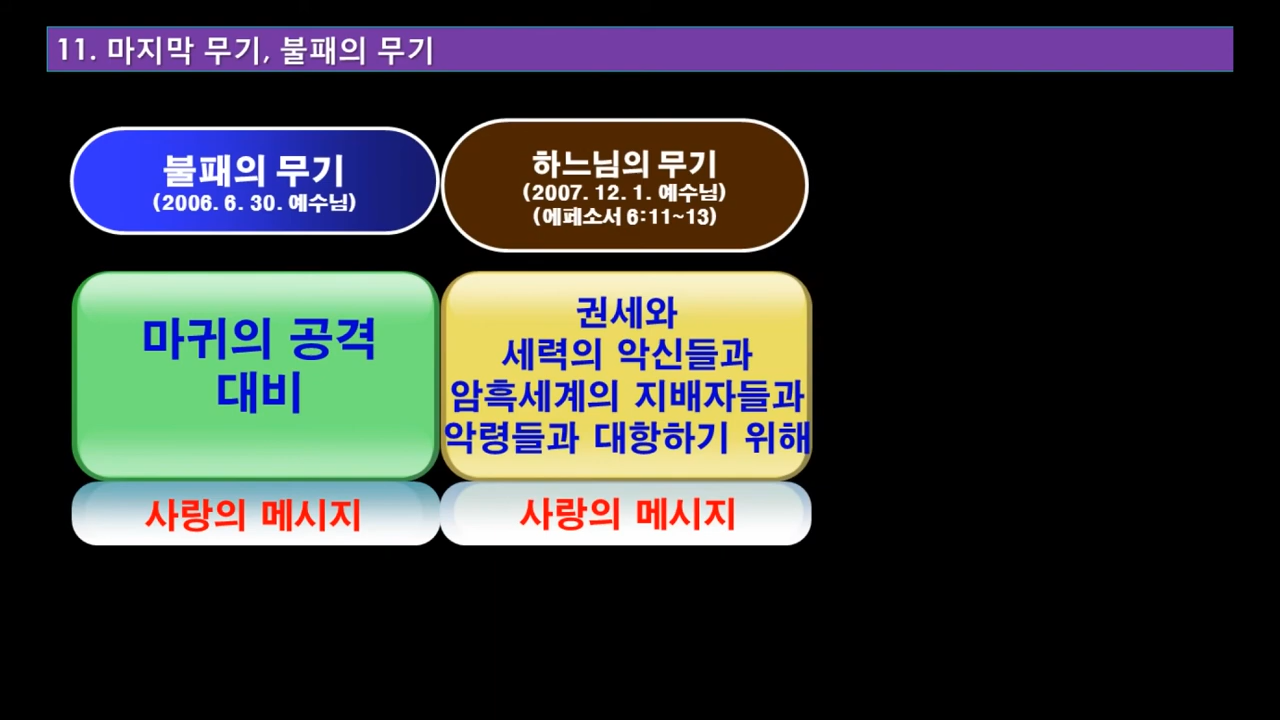 11. 마지막 무기, 불패의 무기
불패의 무기
(2006. 6. 30. 예수님)
하느님의 무기
(2007. 12. 1. 예수님)
(에페소서 6:11~13)
마귀의 공격
대비
권세와
세력의 악신들과
암흑세계의 지배자들과
악령들과 대항하기 위해
사랑의 메시지
사랑의 메시지